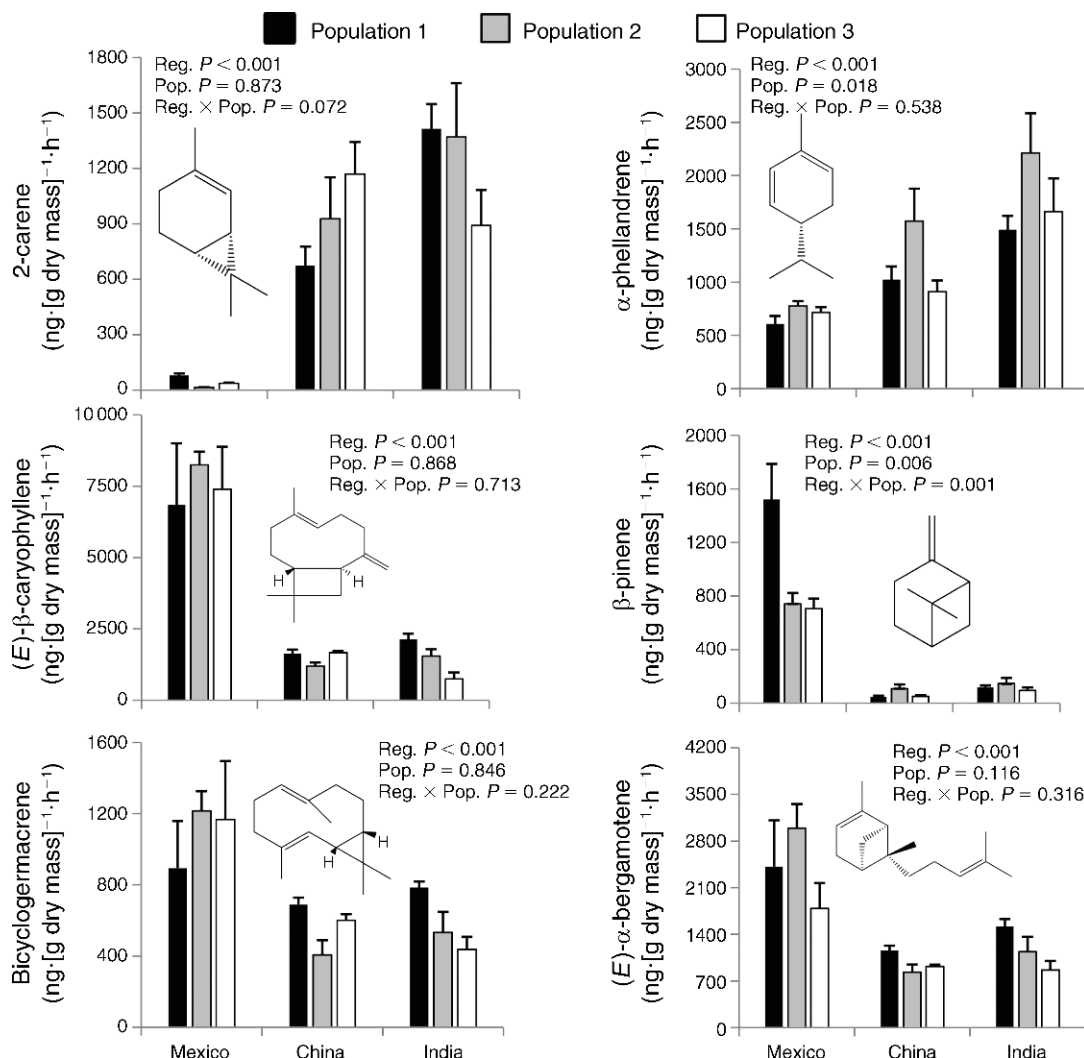 Population 1 Population 2 Population 3
1800
1500
1200
900
600
300
0
2-carene
(ng·[g dry mass]⁻¹·h⁻¹)
Reg. P < 0.001
Pop. P = 0.873
Reg. × Pop. P = 0.072
3000
2500
2000
1500
1000
500
0
α-phellandrene
(ng·[g dry mass]⁻¹·h⁻¹)
Reg. P < 0.001
Pop. P = 0.018
Reg. × Pop. P = 0.538
10 000
7500
5000
2500
0
(E)-β-caryophyllene
(ng·[g dry mass]⁻¹·h⁻¹)
Reg. P < 0.001
Pop. P = 0.868
Reg. × Pop. P = 0.713
H H
2000
1600
1200
800
400
0
β-pinene
(ng·[g dry mass]⁻¹·h⁻¹)
Reg. P < 0.001
Pop. P = 0.006
Reg. × Pop. P = 0.001
1600
1200
800
400
0
Bicyclogermacrene
(ng·[g dry mass]⁻¹·h⁻¹)
Reg. P < 0.001
Pop. P = 0.846
Reg. × Pop. P = 0.222
H
H
Mexico China India
4200
3500
2800
2100
1400
700
0
(E)-α-bergamotene
(ng·[g dry mass]⁻¹·h⁻¹)
Reg. P < 0.001
Pop. P = 0.116
Reg. × Pop. P = 0.316
Mexico China India